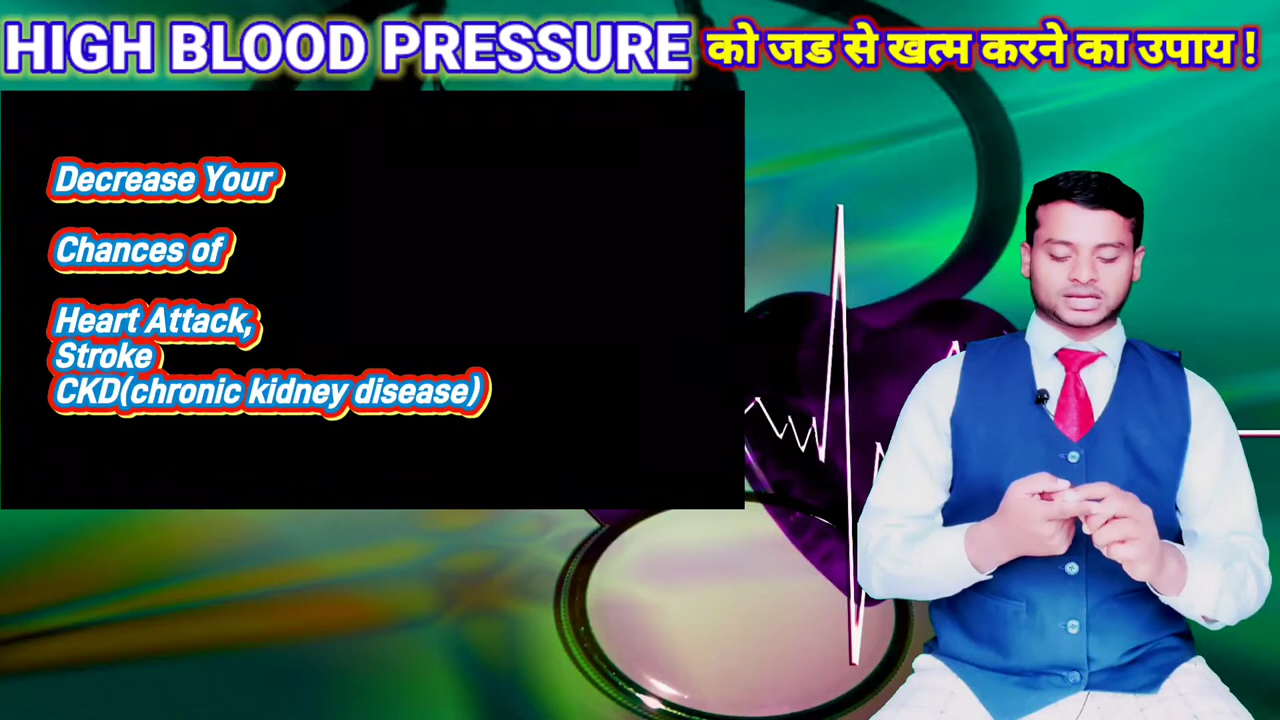 HIGH BLOOD PRESSURE को जड से खत्म करने का उपाय !
Decrease Your
Chances of
Heart Attack,
Stroke
CKD(chronic kidney disease)